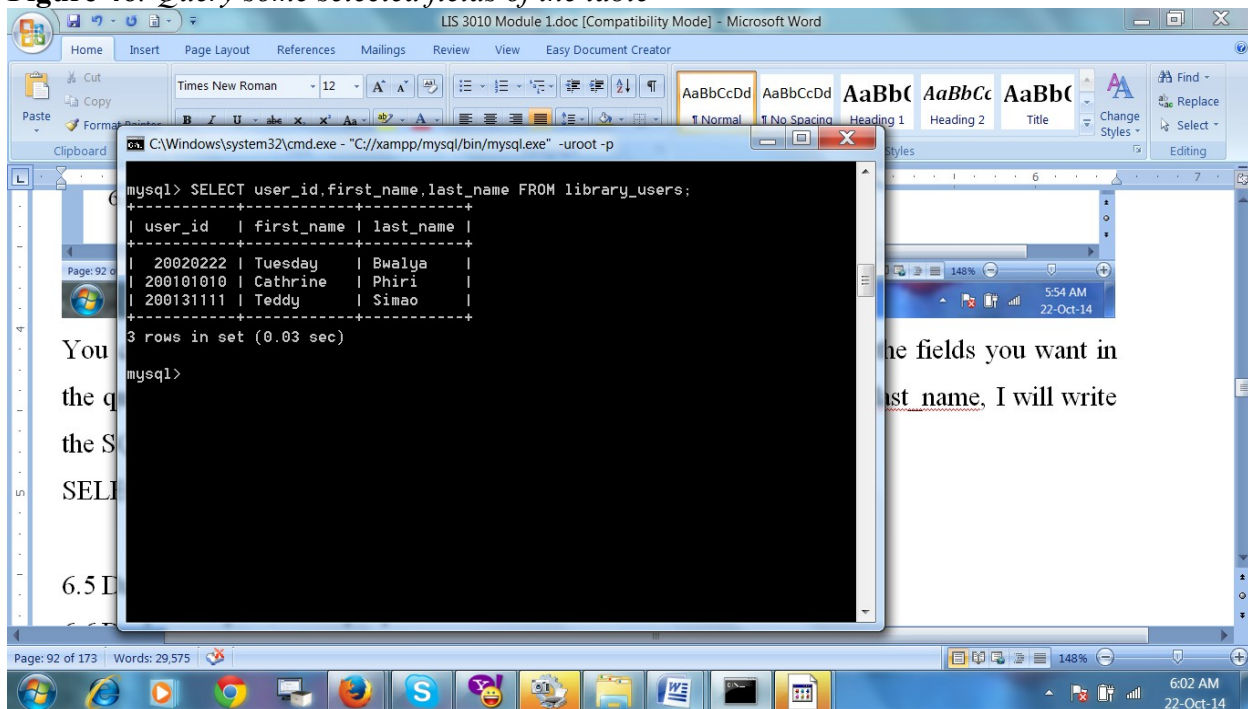 Query some selected fields of the table
LIS 3010 Module 1.doc [Compatibility Mode] - Microsoft Word
Home Insert Page Layout References Mailings Review View Easy Document Creator
Cut
Copy
Format Painter
Paste
Clipboard
Times New Roman 12
AaBbCcDd AaBbCcDd AaBb( AaBbCc AaBb(
¶ Normal ¶ No Spacing Heading 1 Heading 2 Title
Change Styles
Styles
Find
Replace
Select
Editing
C:\Windows\system32\cmd.exe - "C://xampp/mysql/bin/mysql.exe" -uroot -p
mysql> SELECT user_id,first_name,last_name FROM library_users;
+-----------+------------+-----------+
| user_id | first_name | last_name |
+-----------+------------+-----------+
| 20020222 | Tuesday | Bwalya |
| 200101010 | Cathrine | Phiri |
| 200131111 | Teddy | Simao |
+-----------+------------+-----------+
3 rows in set (0.03 sec)
mysql>
6 7
Page: 92 o
148%
5:54 AM
22-Oct-14
You he fields you want in
the q ast_name, I will write
the S
SELE
6.5 D
Page: 92 of 173 Words: 29,575 148%
6:02 AM
22-Oct-14